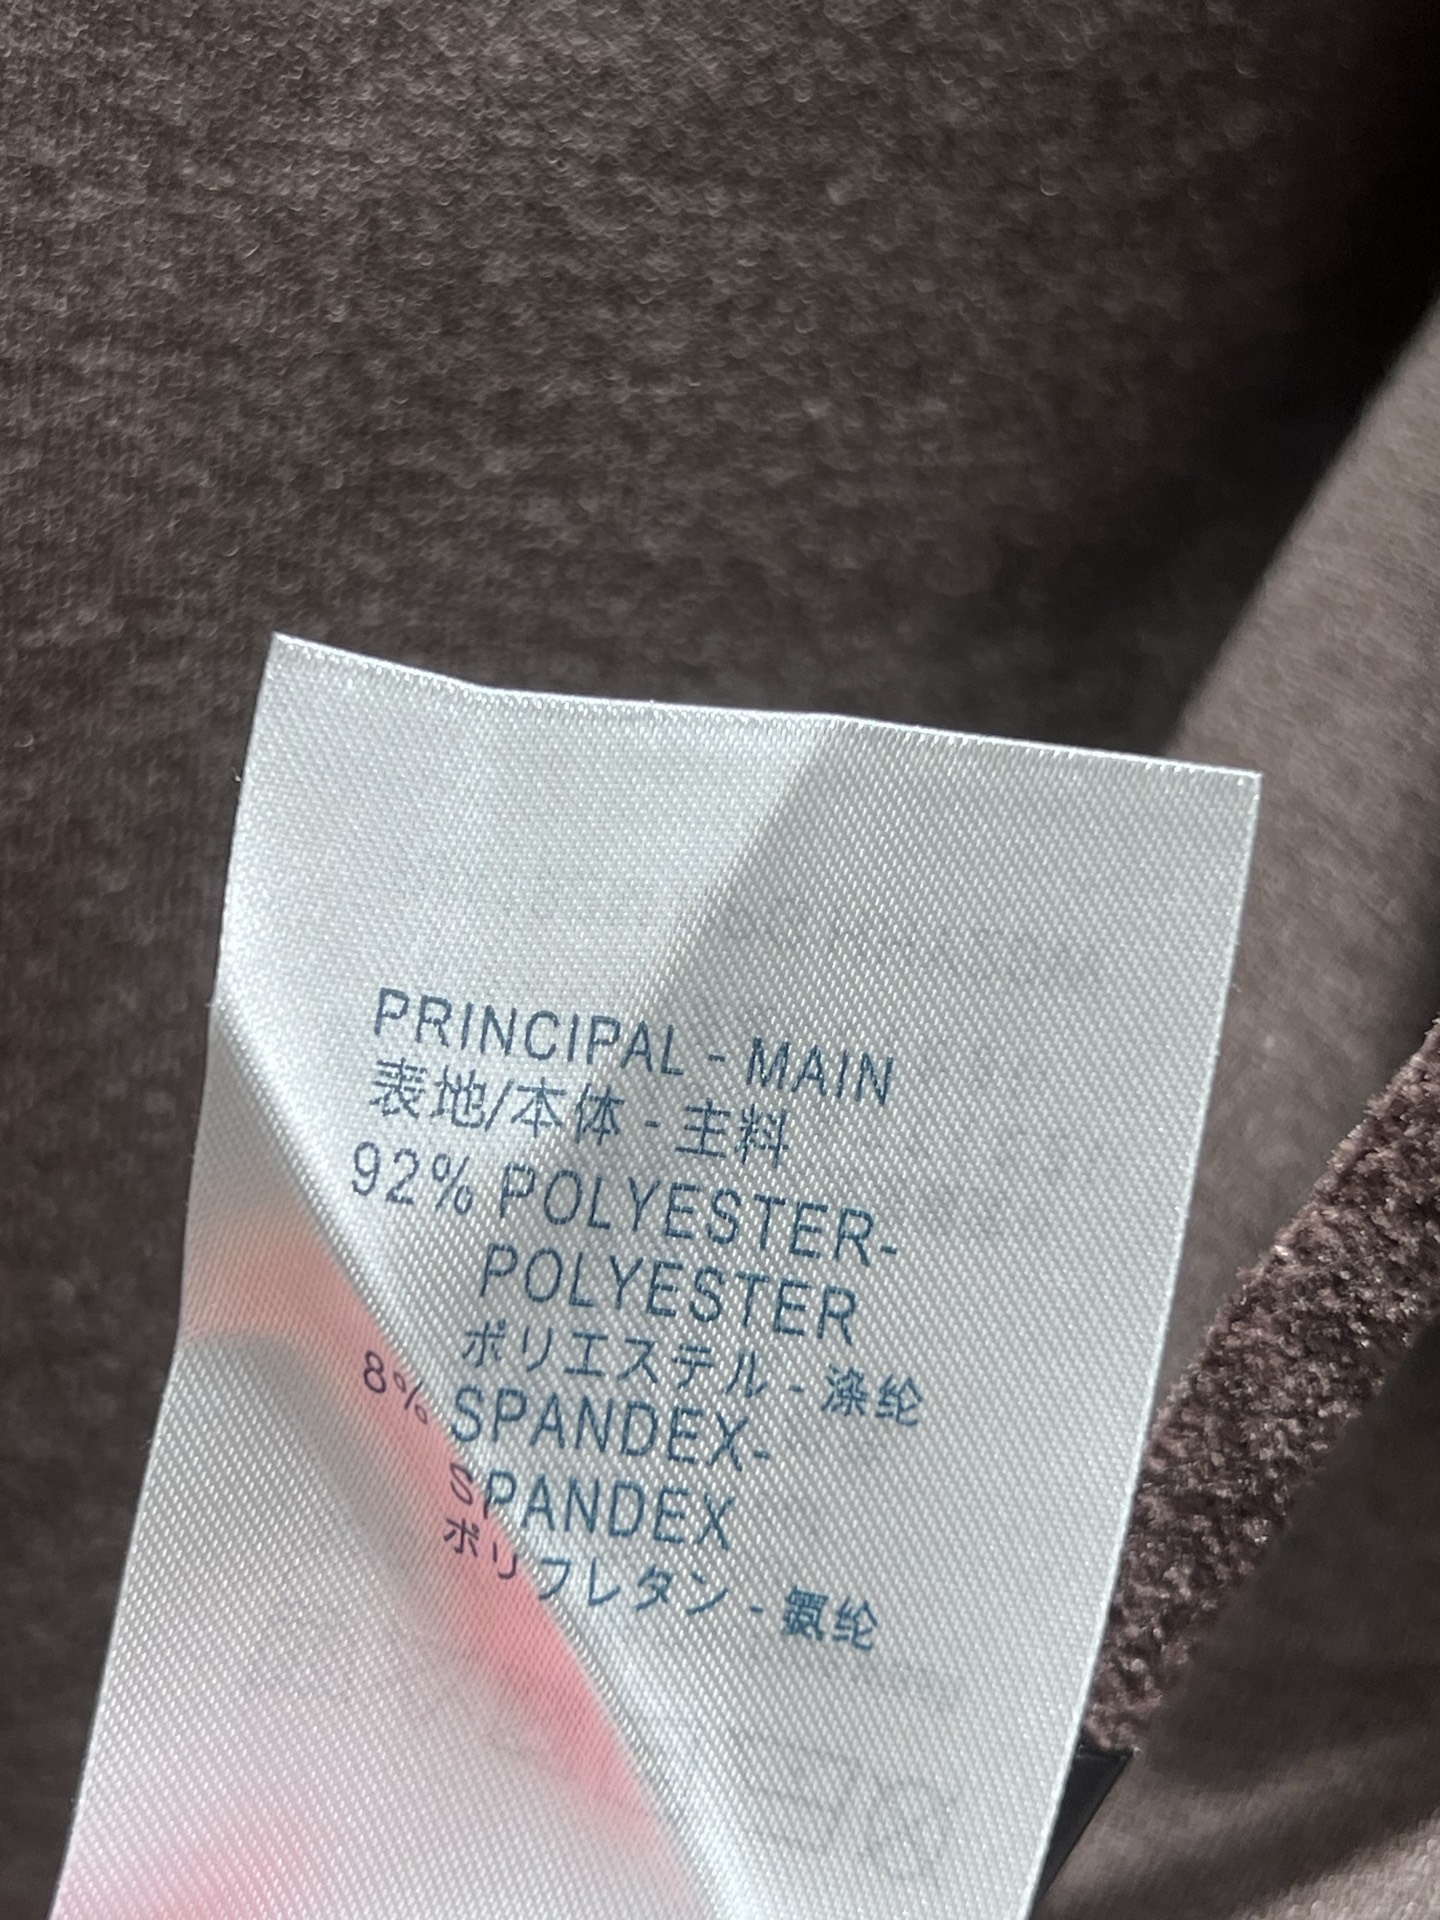 PRINCIPAL - MAIN
表地/本体 - 主料
92% POLYESTER-
POLYESTER
ポリエステル - 涤纶
8% SPANDEX-
SPANDEX
ポリフレタン - 氨纶